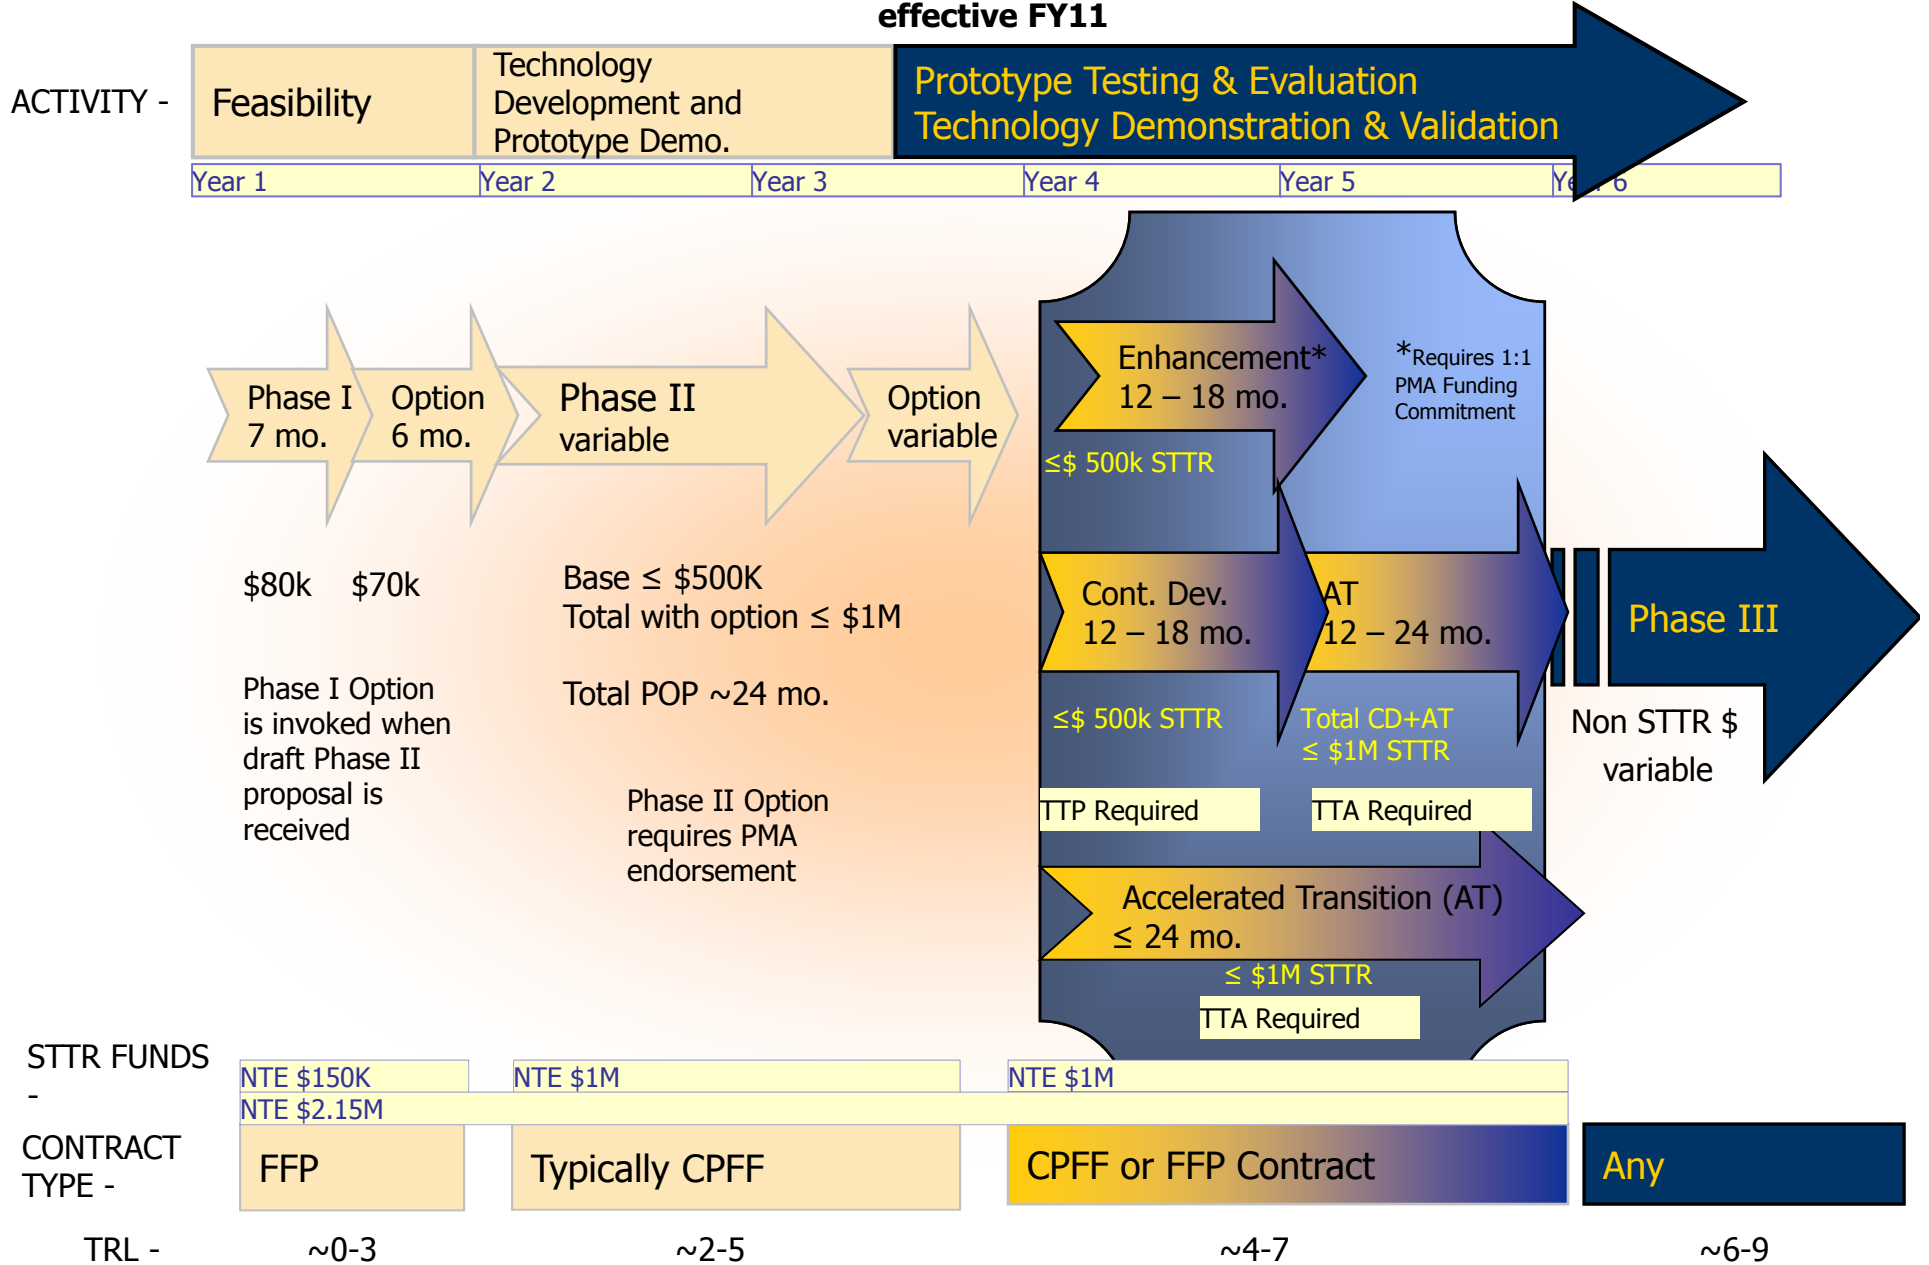 effective FY11
ACTIVITY -
Feasibility
Technology
Development and
Prototype Demo.
Prototype Testing & Evaluation
Technology Demonstration & Validation
Year 1
Year 2
Year 3
Year 4
Year 5
6
Phase I
7 mo.
Option
6 mo.
Phase II
variable
Option
variable
Enhancement*
12 – 18 mo.
*Requires 1:1
PMA Funding
Commitment
≤$ 500k STTR
$80k
$70k
Base ≤ $500K
Total with option ≤ $1M
Total POP ~24 mo.
Cont. Dev.
12 – 18 mo.
AT
12 – 24 mo.
Phase III
≤$ 500k STTR
Total CD+AT
≤ $1M STTR
Non STTR $
variable
Phase I Option
is invoked when
draft Phase II
proposal is
received
Phase II Option
requires PMA
endorsement
TTP Required
TTA Required
Accelerated Transition (AT)
≤ 24 mo.
≤ $1M STTR
TTA Required
STTR FUNDS
-
NTE $150K
NTE $1M
NTE $1M
NTE $2.15M
CONTRACT
TYPE -
FFP
Typically CPFF
CPFF or FFP Contract
Any
TRL -
~0-3
~2-5
~4-7
~6-9